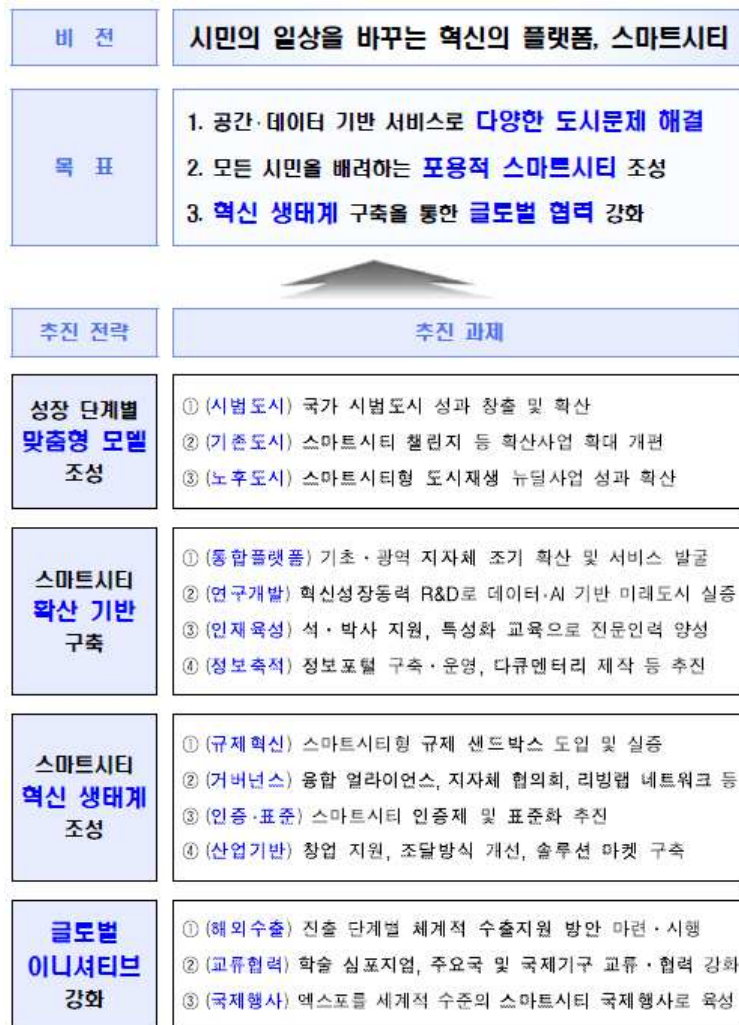 비 전
시민의 일상을 바꾸는 혁신의 플랫폼, 스마트시티
목 표
1. 공간·데이터 기반 서비스로 다양한 도시문제 해결
2. 모든 시민을 배려하는 포용적 스마트시티 조성
3. 혁신 생태계 구축을 통한 글로벌 협력 강화
추진 전략
추진 과제
성장 단계별
맞춤형 모델
조성
① (시범도시) 국가 시범도시 성과 창출 및 확산
② (기존도시) 스마트시티 챌린지 등 확산사업 확대 개편
③ (노후도시) 스마트시티형 도시재생 뉴딜사업 성과 확산
스마트시티
확산 기반
구축
① (통합플랫폼) 기초・광역 지자체 조기 확산 및 서비스 발굴
② (연구개발) 혁신성장동력 R&D로 데이터·AI 기반 미래도시 실증
③ (인재육성) 석・박사 지원, 특성화 교육으로 전문인력 양성
④ (정보축적) 정보포털 구축・운영, 다큐멘터리 제작 등 추진
스마트시티
혁신 생태계
조성
① (규제혁신) 스마트시티형 규제 샌드박스 도입 및 실증
② (거버넌스) 융합 얼라이언스, 지자체 협의회, 리빙랩 네트워크 등
③ (인증·표준) 스마트시티 인증제 및 표준화 추진
④ (산업기반) 창업 지원, 조달방식 개선, 솔루션 마켓 구축
글로벌
이니셔티브
강화
① (해외수출) 진출 단계별 체계적 수출지원 방안 마련・시행
② (교류협력) 학술 심포지엄, 주요국 및 국제기구 교류・협력 강화
③ (국제행사) 엑스포를 세계적 수준의 스마트시티 국제행사로 육성